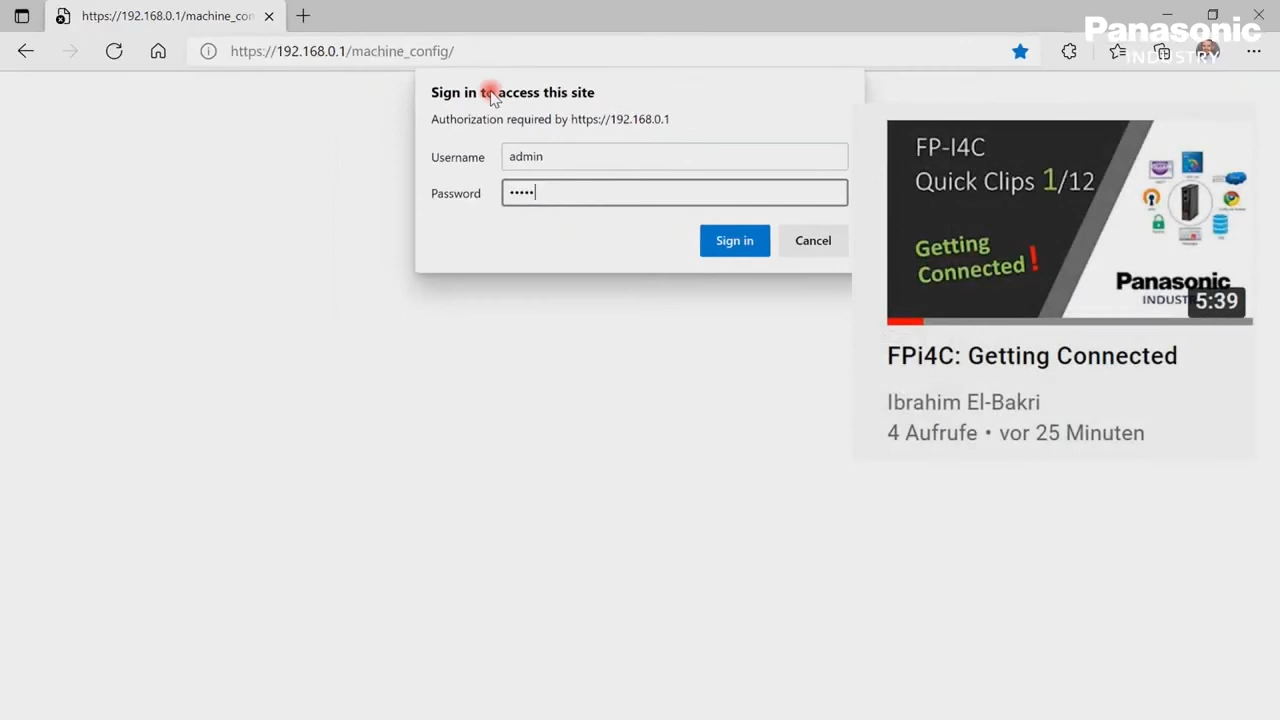 https://192.168.0.1/machine_con
https://192.168.0.1/machine_config/
Panasonic
INDUSTRY
Sign in to access this site
Authorization required by https://192.168.0.1
Username
admin
Password
•••••
Sign in
Cancel
FP-I4C
Quick Clips 1/12
Getting
Connected!
Panasonic
5:39
FPi4C: Getting Connected
Ibrahim El-Bakri
4 Aufrufe • vor 25 Minuten